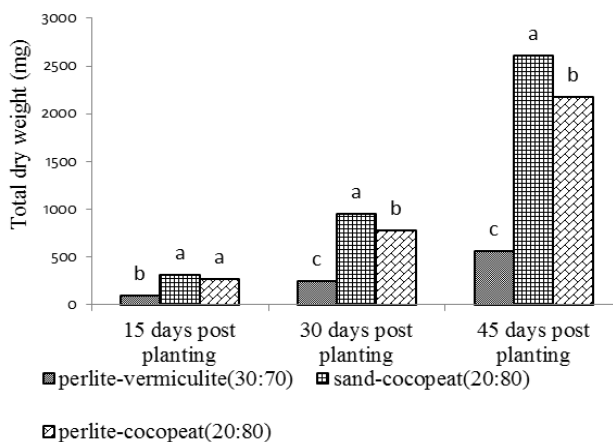 Total dry weight (mg)
3000
2500
2000
1500
1000
500
0
b a a
c a b
c a b
15 days post planting
30 days post planting
45 days post planting
perlite-vermiculite(30:70)
sand-cocopeat(20:80)
perlite-cocopeat(20:80)